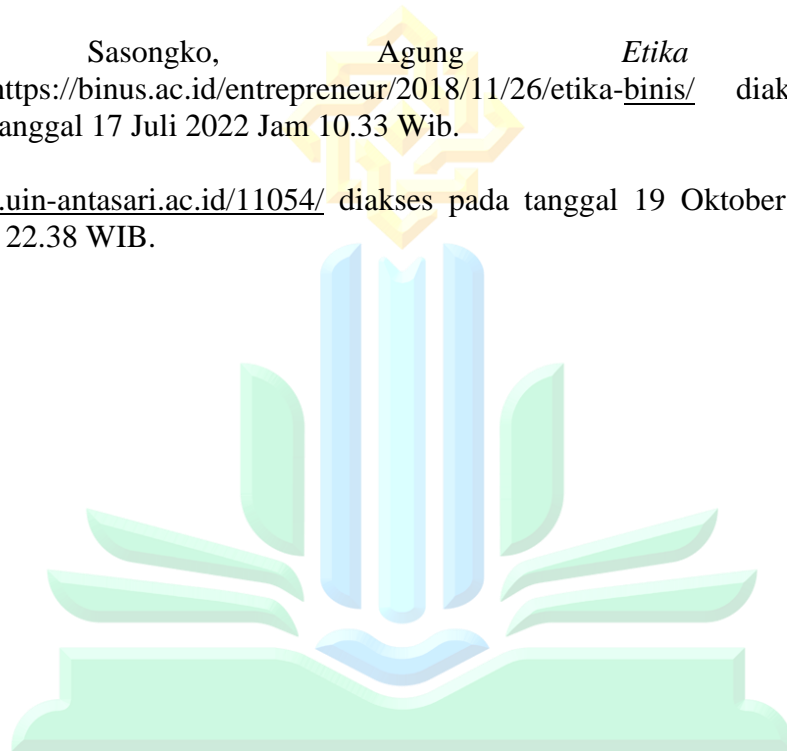 Sasongko, Agung Etika
https://binus.ac.id/entrepreneur/2018/11/26/etika-binis/ diak
anggal 17 Juli 2022 Jam 10.33 Wib.
.uin-antasari.ac.id/11054/ diakses pada tanggal 19 Oktober
22.38 WIB.